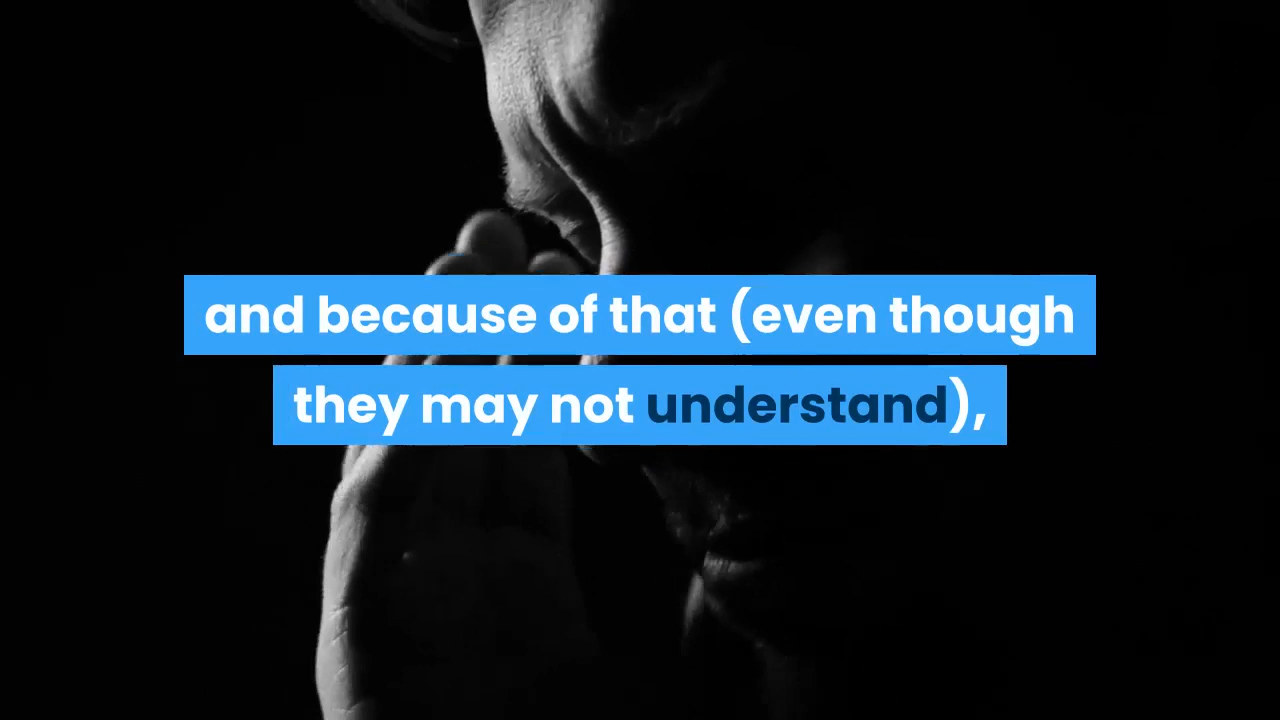 and because of that (even though
they may not understand),